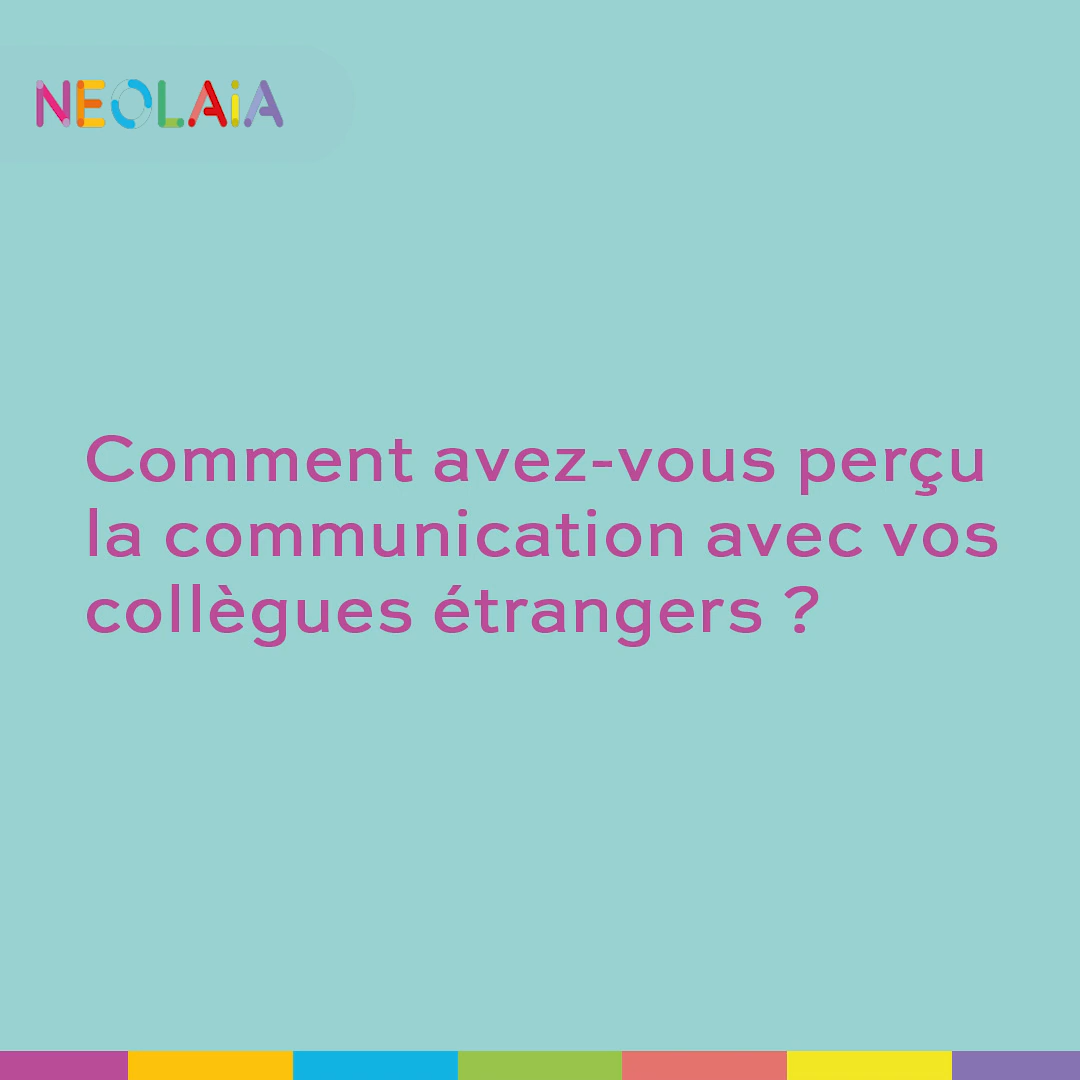 NEOLAiA
Comment avez-vous perçu
la communication avec vos
collègues étrangers ?